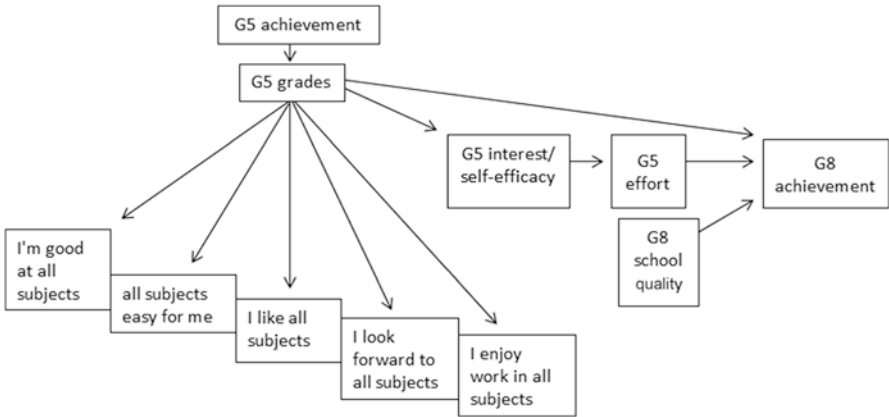 G5 achievement
G5 grades
G5 interest/
self-efficacy
G5
effort
G8
achievement
G8
school
quality
I'm good
at all
subjects
all subjects
easy for me
I like all
subjects
I look
forward to
all subjects
I enjoy
work in all
subjects